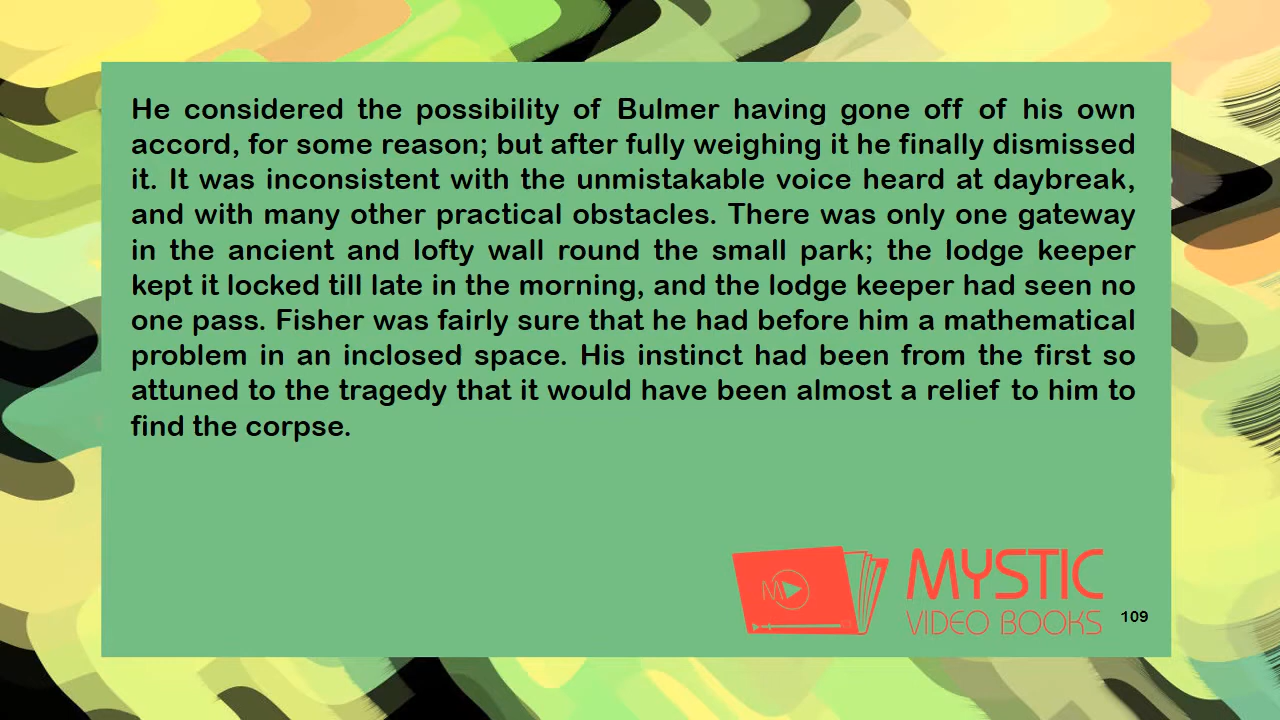 He considered the possibility of Bulmer having gone off of his own
accord, for some reason; but after fully weighing it he finally dismissed
it. It was inconsistent with the unmistakable voice heard at daybreak,
and with many other practical obstacles. There was only one gateway
in the ancient and lofty wall round the small park; the lodge keeper
kept it locked till late in the morning, and the lodge keeper had seen no
one pass. Fisher was fairly sure that he had before him a mathematical
problem in an inclosed space. His instinct had been from the first so
attuned to the tragedy that it would have been almost a relief to him to
find the corpse.
M
MYSTIC
VIDEO BOOKS
109